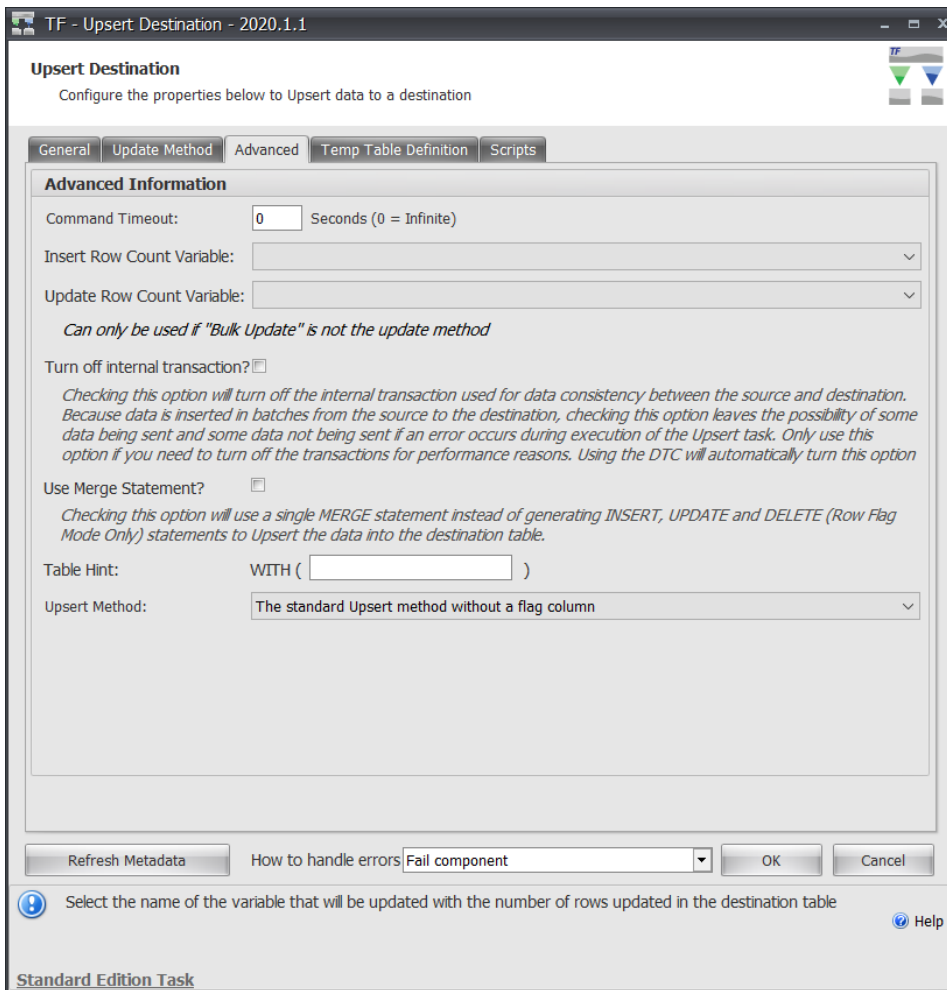 TF - Upsert Destination - 2020.1.1
TF
Upsert Destination
Configure the properties below to Upsert data to a destination
General Update Method Advanced Temp Table Definition Scripts
Advanced Information
Command Timeout: 0 Seconds (0 = Infinite)
Insert Row Count Variable:
Update Row Count Variable:
Can only be used if "Bulk Update" is not the update method
Turn off internal transaction?
Checking this option will turn off the internal transaction used for data consistency between the source and destination.
Because data is inserted in batches from the source to the destination, checking this option leaves the possibility of some
data being sent and some data not being sent if an error occurs during execution of the Upsert task. Only use this
option if you need to turn off the transactions for performance reasons. Using the DTC will automatically turn this option
Use Merge Statement?
Checking this option will use a single MERGE statement instead of generating INSERT, UPDATE and DELETE (Row Flag
Mode Only) statements to Upsert the data into the destination table.
Table Hint: WITH ( )
Upsert Method: The standard Upsert method without a flag column
Refresh Metadata How to handle errors Fail component OK Cancel
Select the name of the variable that will be updated with the number of rows updated in the destination table
Help
Standard Edition Task